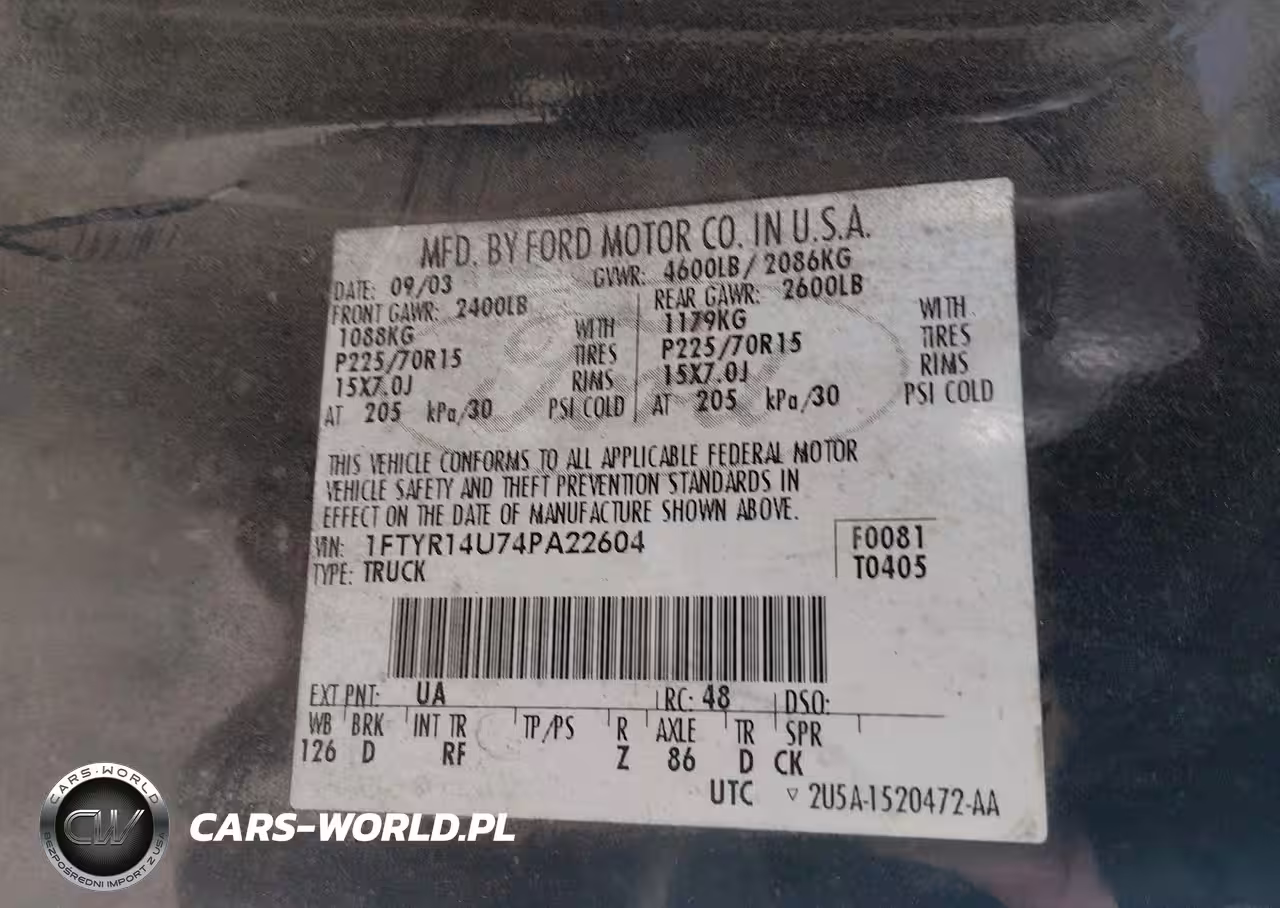 MFD. BY FORD MOTOR CO. IN U.S.A.
DATE: 09/03 GVWR: 4600LB/ 2086KG
FRONT GAWR: 2400LB REAR GAWR: 2600LB
1088KG WITH 1179KG WITH
P225/70R15 TIRES P225/70R15 TIRES
15X7.0J RIMS 15X7.0J RIMS
AT 205 kPa/30 PSI COLD AT 205 kPa/30 PSI COLD
Ford
THIS VEHICLE CONFORMS TO ALL APPLICABLE FEDERAL MOTOR
VEHICLE SAFETY AND THEFT PREVENTION STANDARDS IN
EFFECT ON THE DATE OF MANUFACTURE SHOWN ABOVE.
VIN: 1FTYR14U74PA22604 F0081
TYPE: TRUCK T0405
EXT PNT: UA RC: 48 DSO:
WB BRK INT TR TP/PS R AXLE TR SPR
126 D RF Z 86 D CK
UTC ▽ 2U5A-1520472-AA
CARS-WORLD
CW
BEZPOŚREDNI IMPORT Z USA
CARS-WORLD.PL